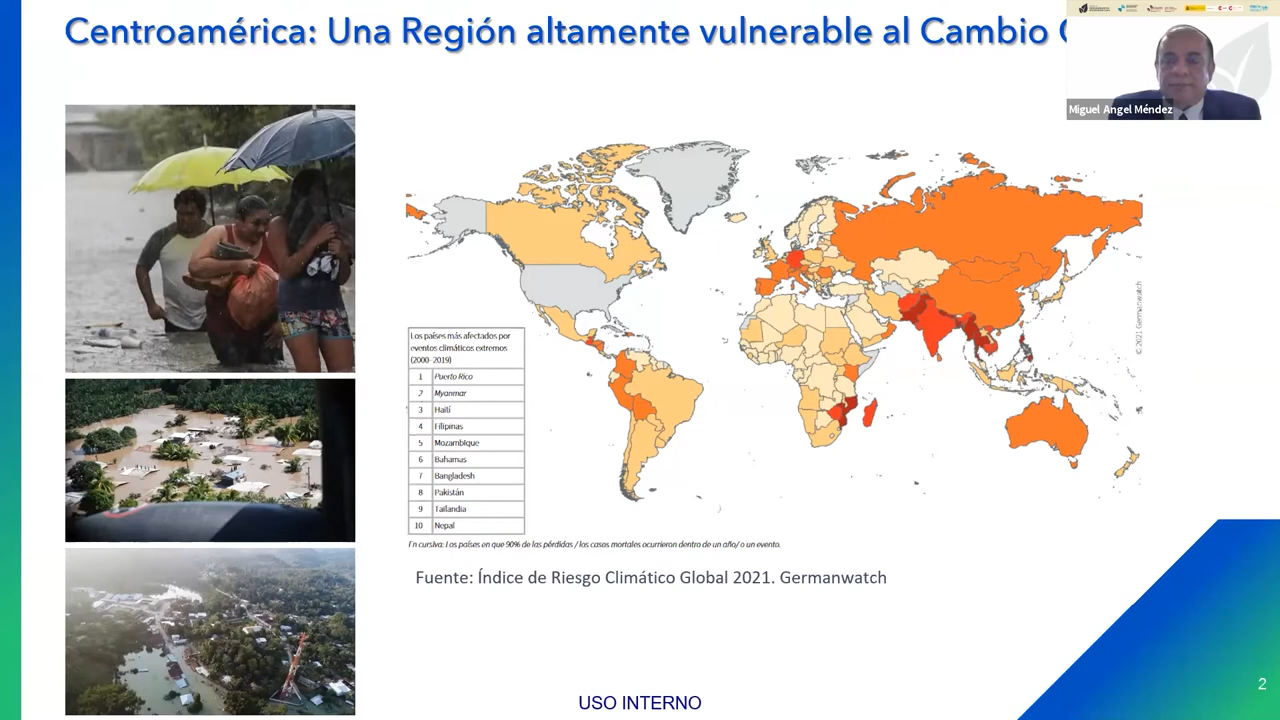 Centroamérica: Una Región altamente vulnerable al Cambio
Miguel Angel Méndez
© 2021 Germanwatch
Los países más afectados por
eventos climáticos extremos
(2000-2019)
1 Puerto Rico
2 Myanmar
3 Haití
4 Filipinas
5 Mozambique
6 Bahamas
7 Bangladesh
8 Pakistán
9 Tailandia
10 Nepal
En cursiva: Los países en que 90% de las pérdidas / los casos mortales ocurrieron dentro de un año/ o un evento.
Fuente: Índice de Riesgo Climático Global 2021. Germanwatch
2
USO INTERNO